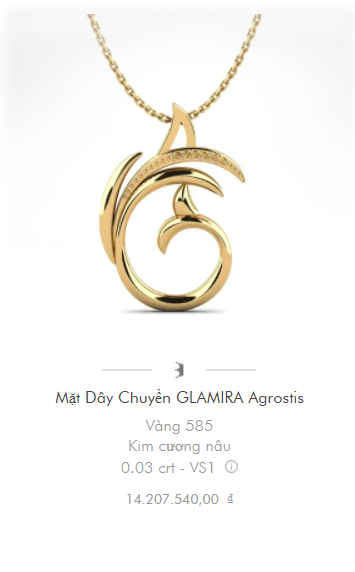 Mặt Dây Chuyền GLAMIRA Agrostis
Vàng 585
Kim cương nâu
0.03 crt - VS1
14.207.540,00 ₫